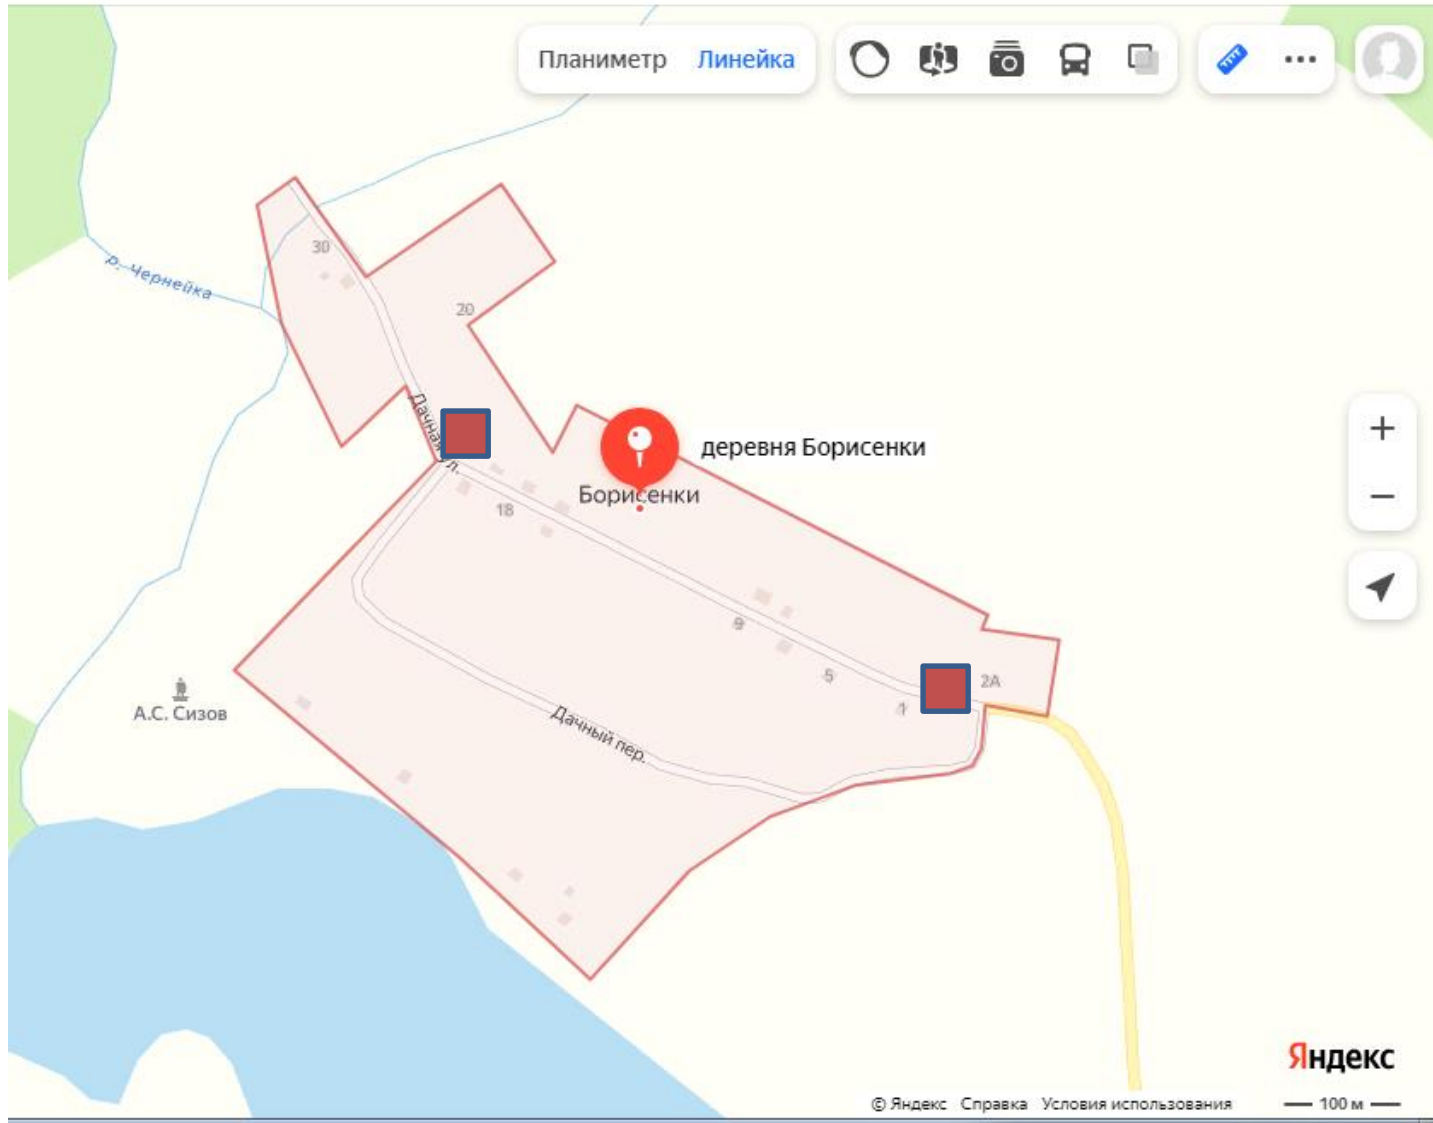 Планиметр Линейка
р. Чернейка
30
20
Дачная ул.
деревня Борисенки
Борисенки
18
9
5
2А
1
А.С. Сизов
Дачный пер.
Яндекс
© Яндекс Справка Условия использования
100 м